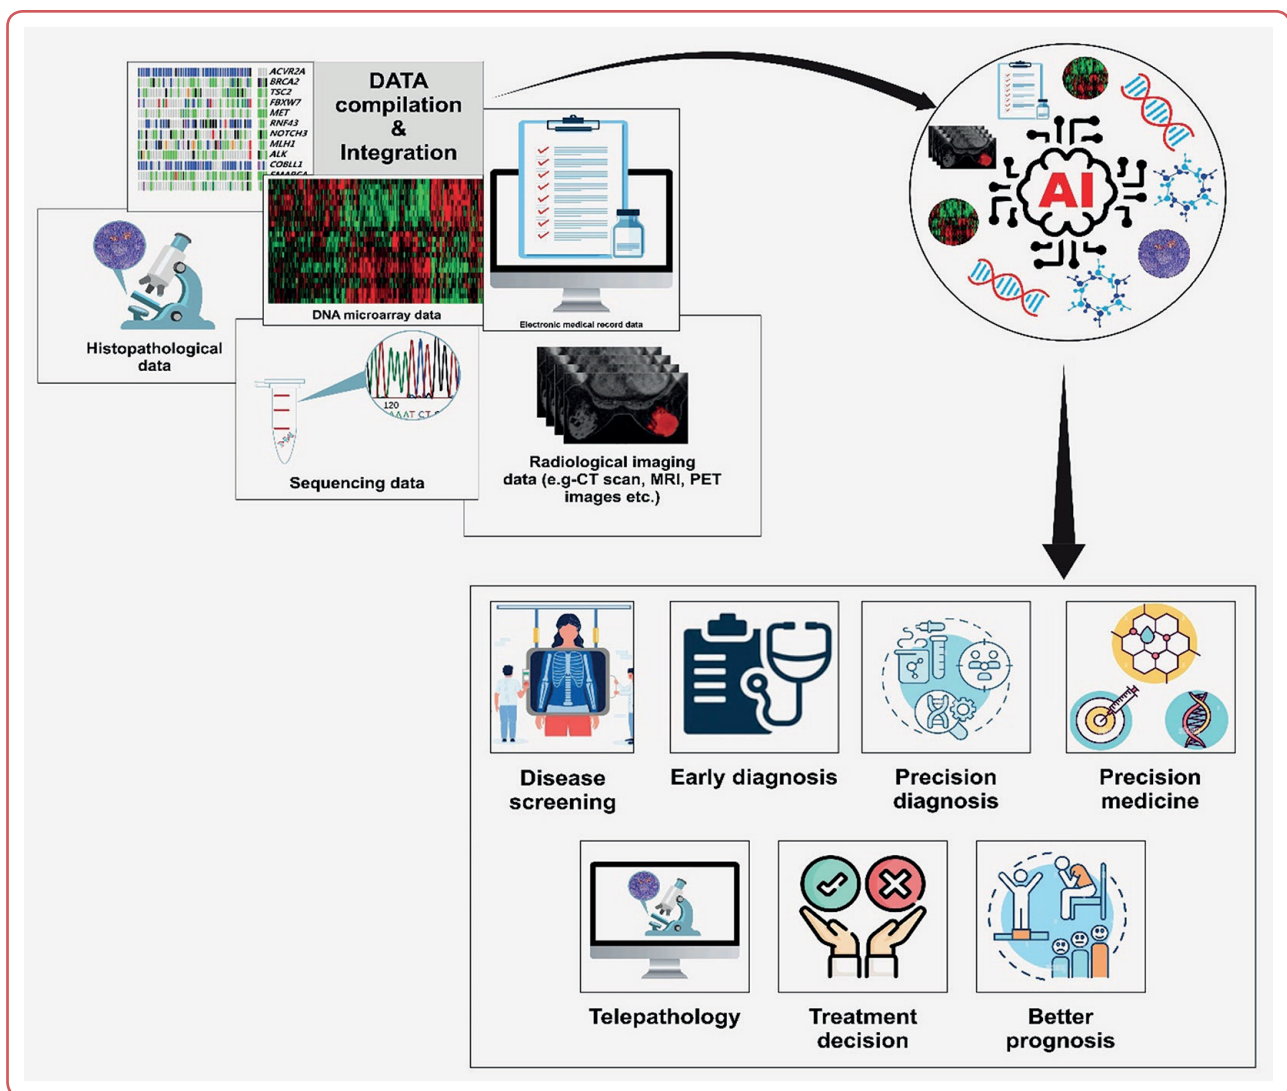 ACVR2A
BRCA2
TSC2
FBXW7
MET
RNF43
NOTCH3
MLH1
ALK
COBLL1
DATA
compilation
&
Integration
AI
DNA microarray data
Electronic medical record data
Histopathological
data
120
AAAT CT
Sequencing data
Radiological imaging
data (e.g-CT scan, MRI, PET
images etc.)
Disease
screening
Early diagnosis
Precision
diagnosis
Precision
medicine
Telepathology
Treatment
decision
Better
prognosis